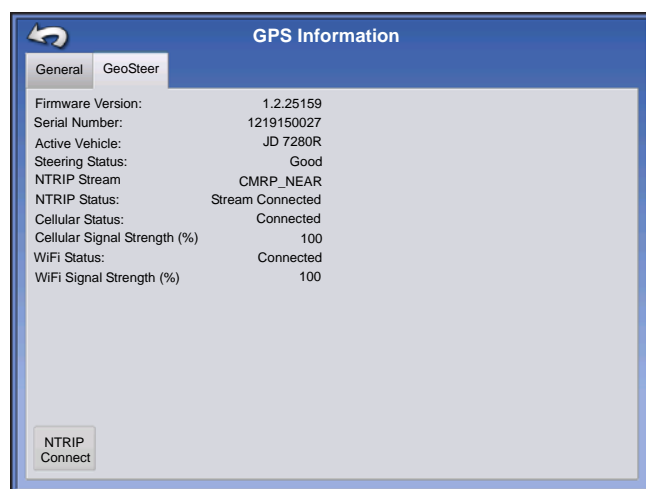 GPS Information
General GeoSteer
Firmware Version: 1.2.25159
Serial Number: 1219150027
Active Vehicle: JD 7280R
Steering Status: Good
NTRIP Stream CMRP_NEAR
NTRIP Status: Stream Connected
Cellular Status: Connected
Cellular Signal Strength (%) 100
WiFi Status: Connected
WiFi Signal Strength (%) 100
NTRIP
Connect